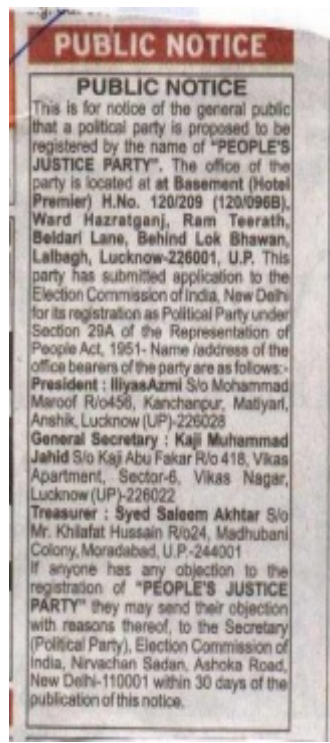 PUBLIC NOTICE
PUBLIC NOTICE
This is for notice of the general public
that a political party is proposed to be
registered by the name of "PEOPLE'S
JUSTICE PARTY". The office of the
party is located at at Basement (Hotel
Premier) H.No. 120/209 (120/096B),
Ward Hazratganj, Ram Teerath,
Beldari Lane, Behind Lok Bhawan,
Lalbagh, Lucknow-226001, U.P. This
party has submitted application to the
Election Commission of India, New Delhi
for its registration as Political Party under
Section 29A of the Representation of
People Act, 1951- Name /address of the
office bearers of the party are as follows:-
President : IliyasAzmi S/o Mohammad
Maroof R/o456, Kanchanpur, Matiyari,
Anshik, Lucknow (UP)-226028
General Secretary : Kaji Muhammad
Jahid S/o Kaji Abu Fakar R/o 418, Vikas
Apartment, Sector-6, Vikas Nagar,
Lucknow (UP)-226022
Treasurer : Syed Saleem Akhtar S/o
Mr. Khilafat Hussain R/o24, Madhubani
Colony, Moradabad, U.P.-244001
If anyone has any objection to the
registration of "PEOPLE'S JUSTICE
PARTY" they may send their objection
with reasons thereof, to the Secretary
(Political Party), Election Commission of
India, Nirvachan Sadan, Ashoka Road,
New Delhi-110001 within 30 days of the
publication of this notice.